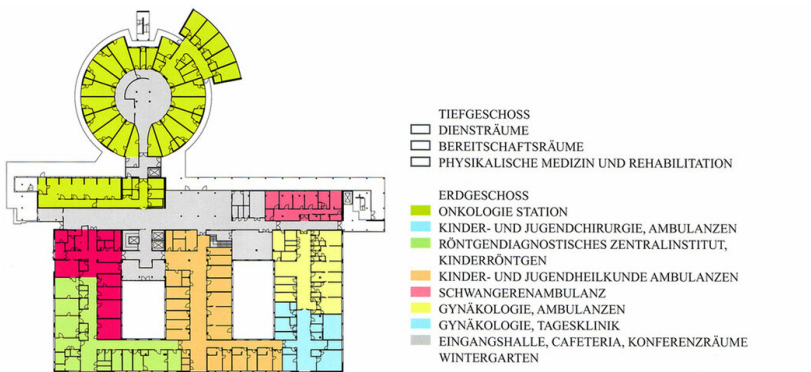 TIEFGESCHOSS
DIENSTRÄUME
BEREITSCHAFTSRÄUME
PHYSIKALISCHE MEDIZIN UND REHABILITATION
ERDGESCHOSS
ONKOLOGIE STATION
KINDER- UND JUGENDCHIRURGIE, AMBULANZEN
RÖNTGENDIAGNOSTISCHES ZENTRALINSTITUT,
KINDERRÖNTGEN
KINDER- UND JUGENDHEILKUNDE AMBULANZEN
SCHWANGERENAMBULANZ
GYNÄKOLOGIE, AMBULANZEN
GYNÄKOLOGIE, TAGESKLINIK
EINGANGSHALLE, CAFETERIA, KONFERENZRÄUME
WINTERGARTEN